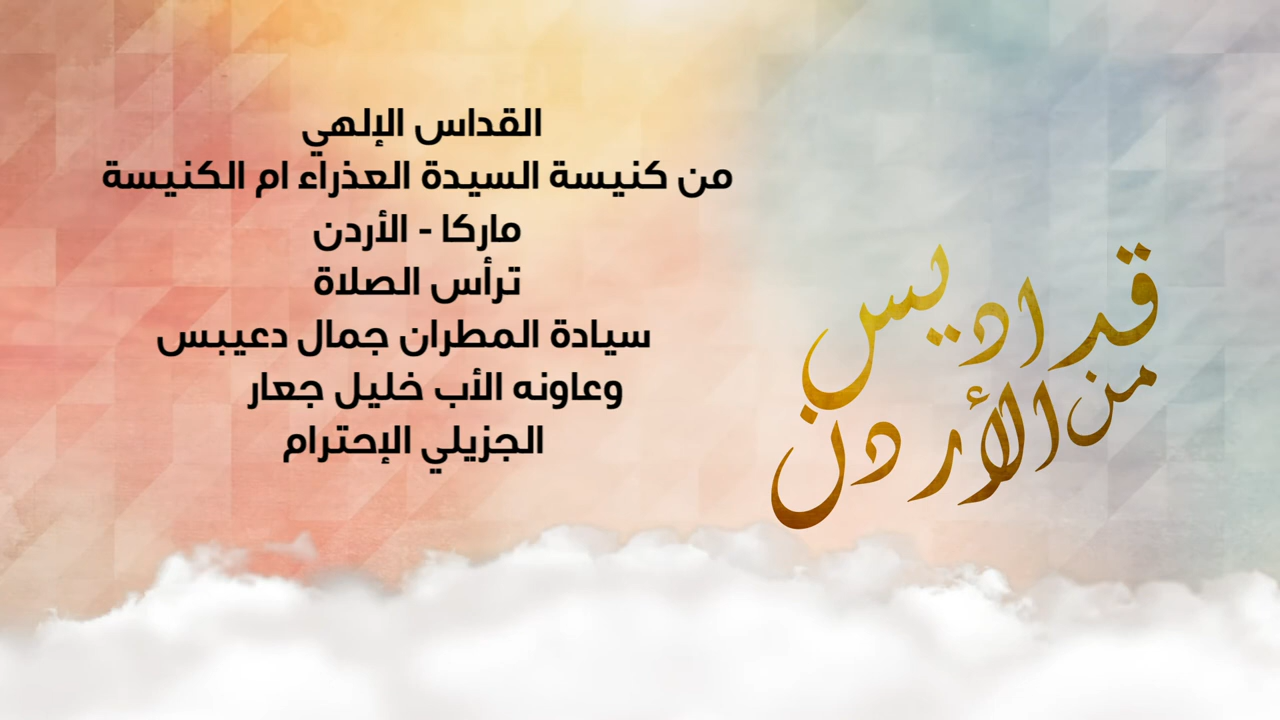 القداس الإلهي
من كنيسة السيدة العذراء ام الكنيسة
ماركا - الأردن
ترأس الصلاة
سيادة المطران جمال دعيبس
وعاونه الأب خليل جعار
الجزيلي الإحترام
قداديس
من الأردن